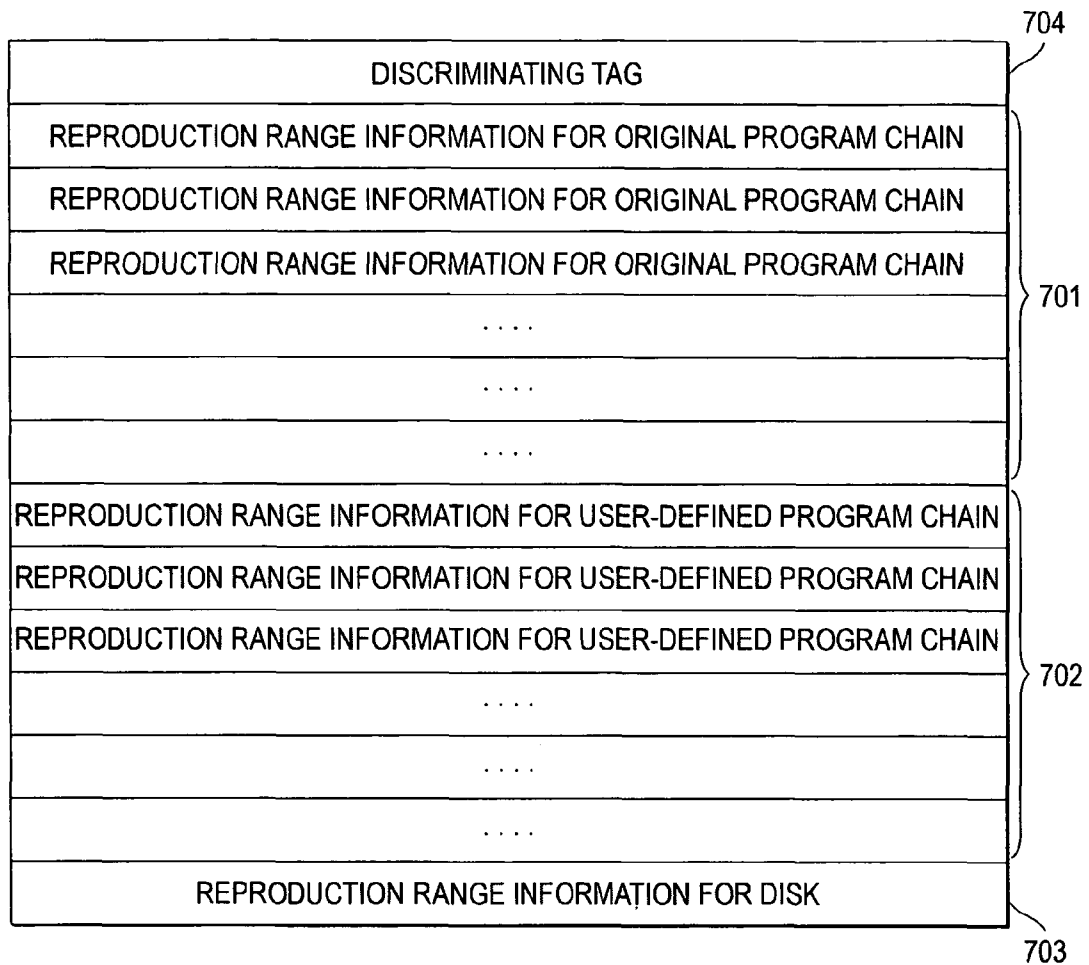 704
DISCRIMINATING TAG
REPRODUCTION RANGE INFORMATION FOR ORIGINAL PROGRAM CHAIN
REPRODUCTION RANGE INFORMATION FOR ORIGINAL PROGRAM CHAIN
REPRODUCTION RANGE INFORMATION FOR ORIGINAL PROGRAM CHAIN
701
. . . .
. . . .
. . . .
REPRODUCTION RANGE INFORMATION FOR USER-DEFINED PROGRAM CHAIN
REPRODUCTION RANGE INFORMATION FOR USER-DEFINED PROGRAM CHAIN
REPRODUCTION RANGE INFORMATION FOR USER-DEFINED PROGRAM CHAIN
702
. . . .
. . . .
. . . .
REPRODUCTION RANGE INFORMATION FOR DISK
703